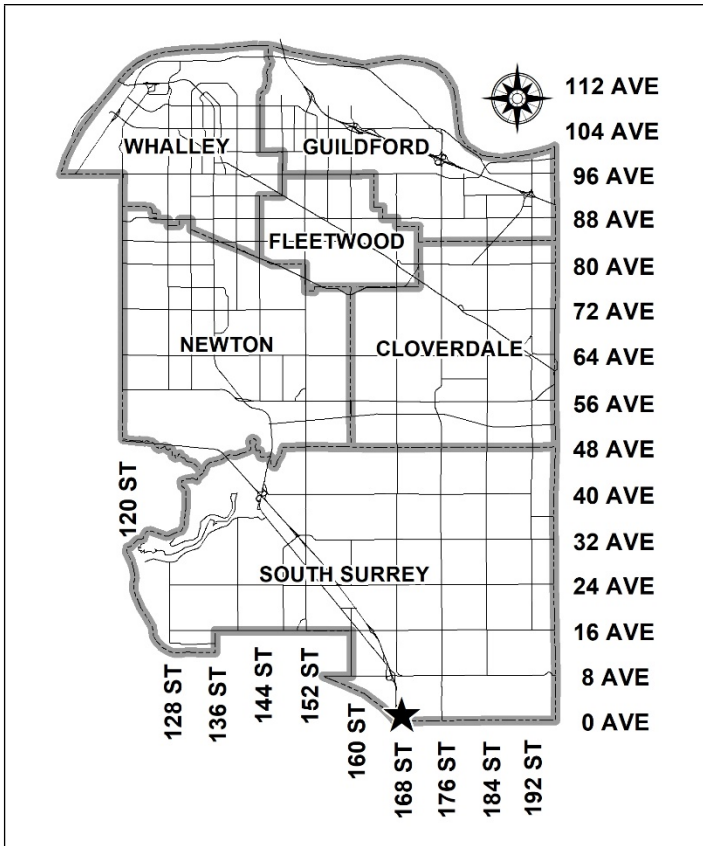 112 AVE
104 AVE
WHALLEY
GUILDFORD
96 AVE
88 AVE
FLEETWOOD
80 AVE
72 AVE
NEWTON
CLOVERDALE
64 AVE
56 AVE
48 AVE
120 ST
40 AVE
32 AVE
SOUTH SURREY
24 AVE
16 AVE
8 AVE
0 AVE
128 ST
136 ST
144 ST
152 ST
160 ST
168 ST
176 ST
184 ST
192 ST